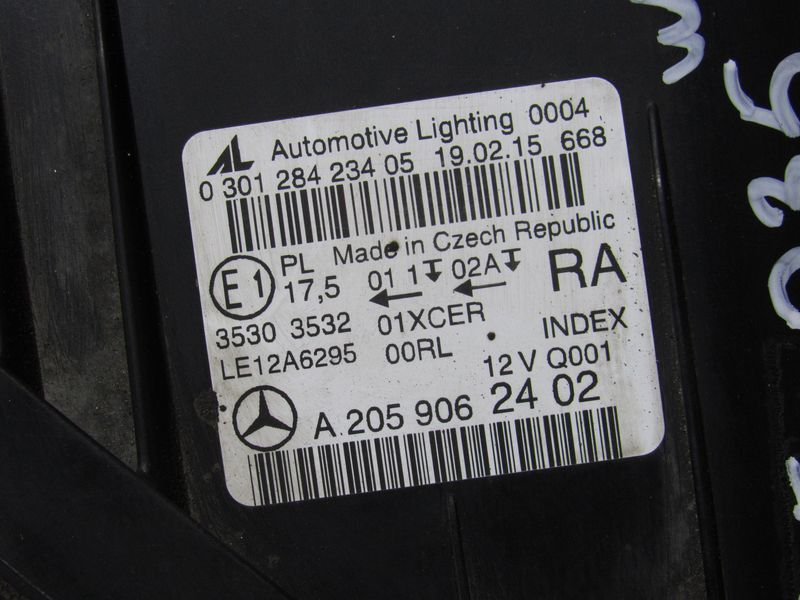 AL Automotive Lighting 0004
0 301 284 234 05 19.02.15 668
Made in Czech Republic
E1 PL 17,5 01 1 02A RA
3530 3532 01XCER INDEX
LE12A6295 00RL 12 V Q001
A 205 906 24 02
W